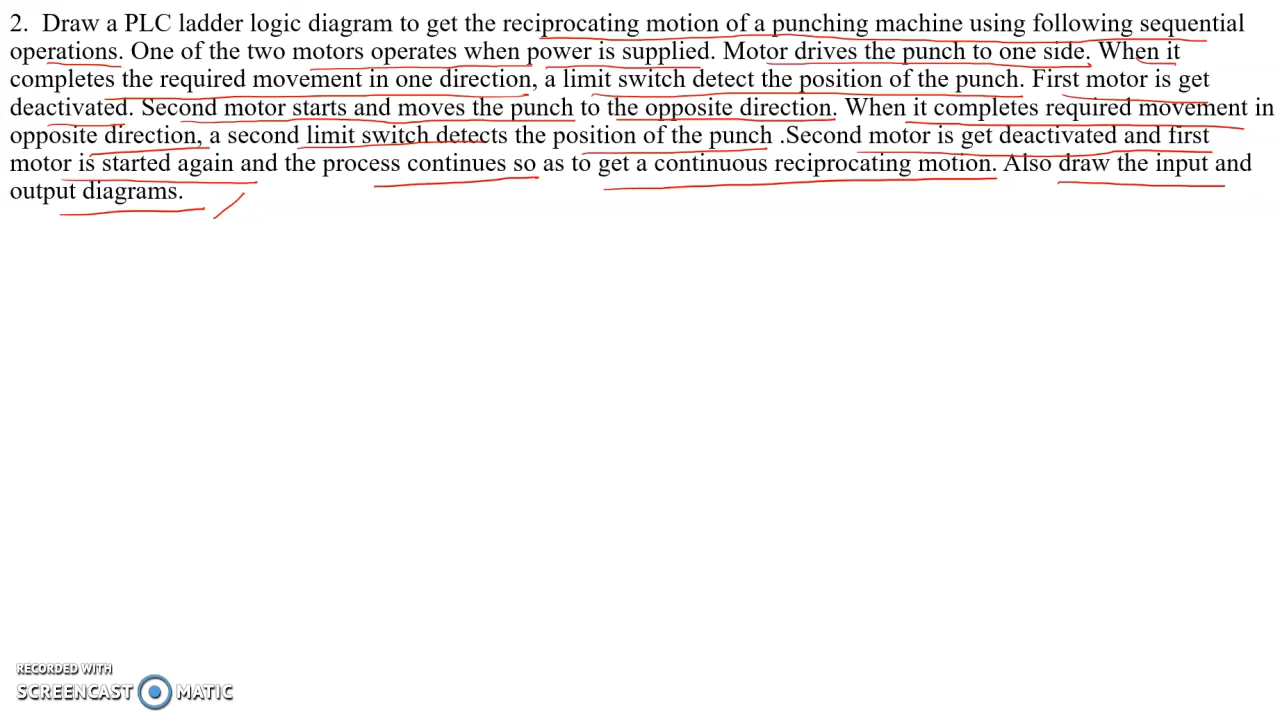 2. Draw a PLC ladder logic diagram to get the reciprocating motion of a punching machine using following sequential
operations. One of the two motors operates when power is supplied. Motor drives the punch to one side. When it
completes the required movement in one direction, a limit switch detect the position of the punch. First motor is get
deactivated. Second motor starts and moves the punch to the opposite direction. When it completes required movement in
opposite direction, a second limit switch detects the position of the punch .Second motor is get deactivated and first
motor is started again and the process continues so as to get a continuous reciprocating motion. Also draw the input and
output diagrams.
RECORDED WITH
SCREENCAST MATIC